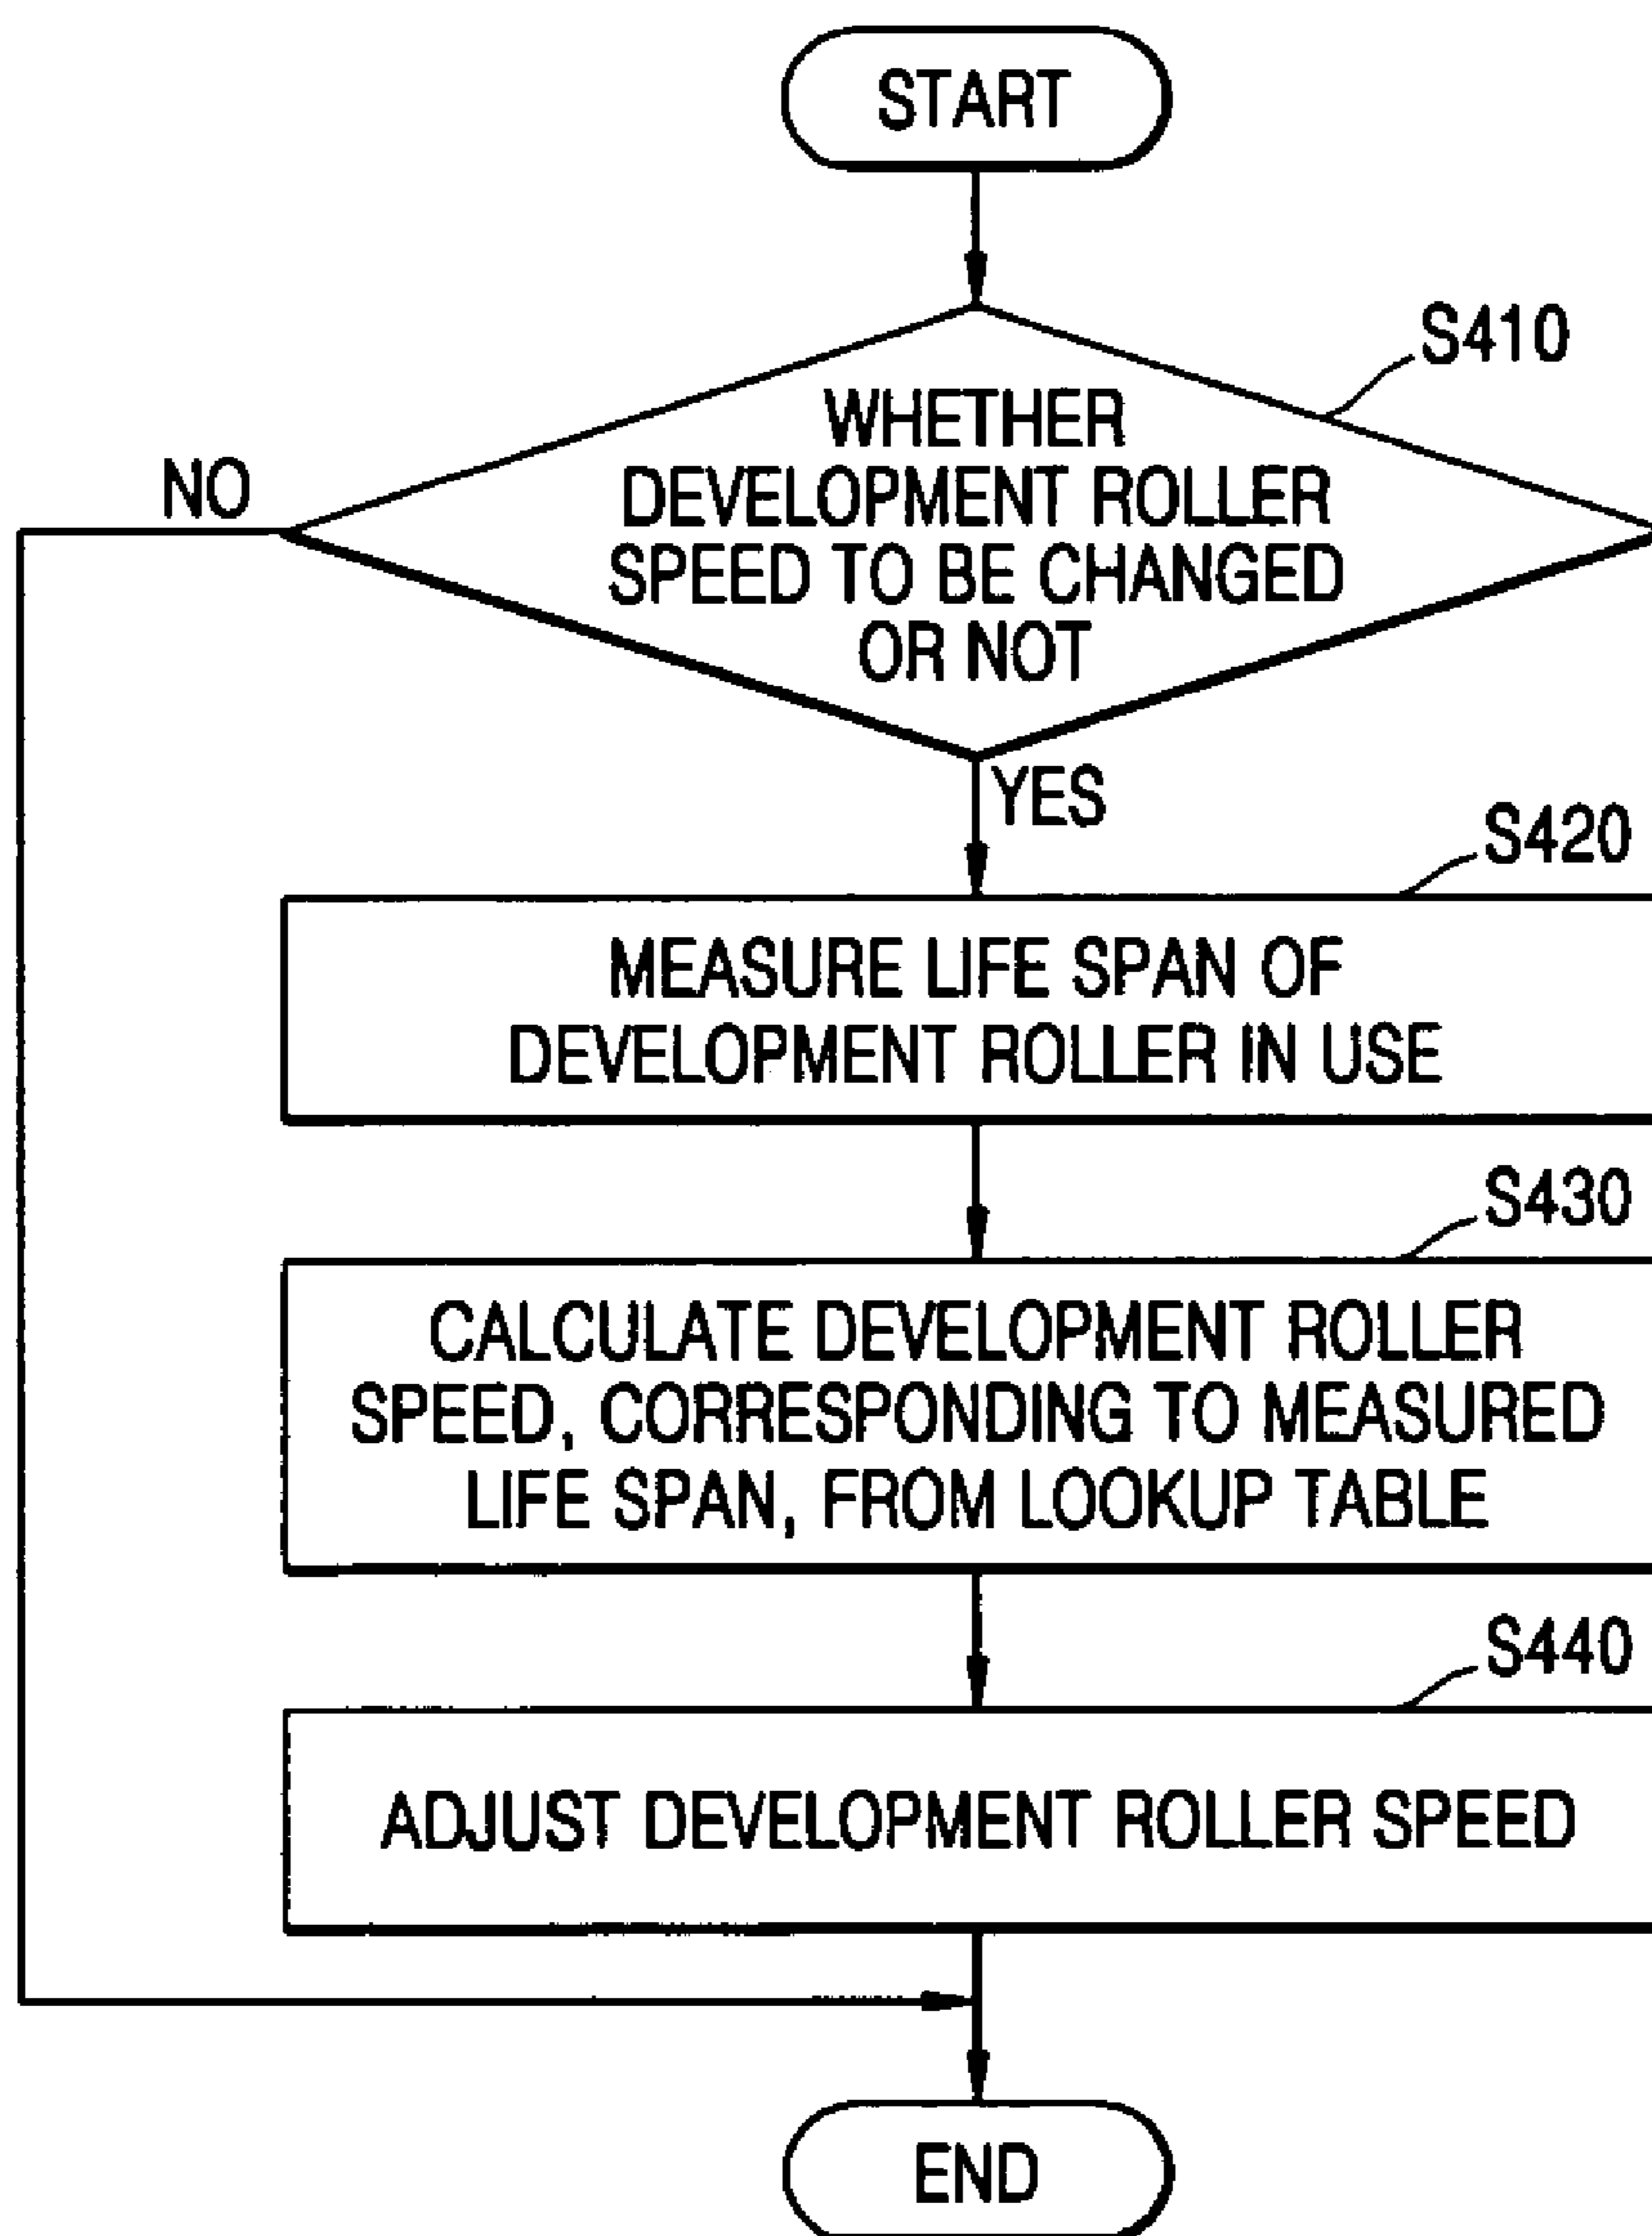 START
S410
WHETHER
DEVELOPMENT ROLLER
SPEED TO BE CHANGED
OR NOT
NO
YES
S420
MEASURE LIFE SPAN OF
DEVELOPMENT ROLLER IN USE
S430
CALCULATE DEVELOPMENT ROLLER
SPEED, CORRESPONDING TO MEASURED
LIFE SPAN, FROM LOOKUP TABLE
S440
ADJUST DEVELOPMENT ROLLER SPEED
END